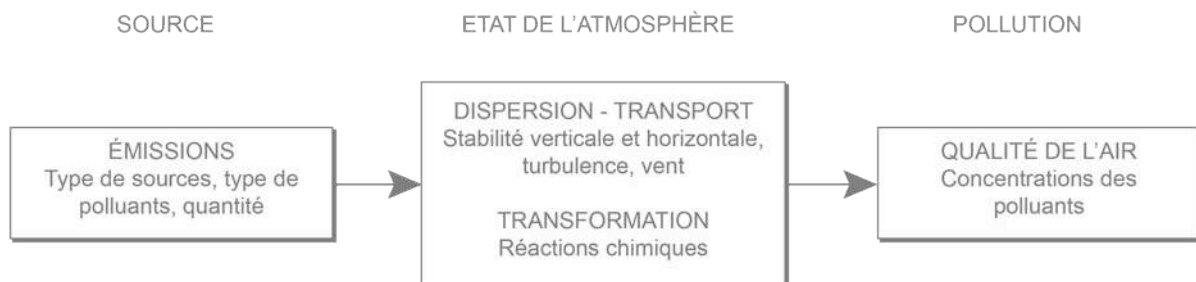 SOURCE
ETAT DE L'ATMOSPHÈRE
POLLUTION
ÉMISSIONS
Type de sources, type de
polluants, quantité
DISPERSION - TRANSPORT
Stabilité verticale et horizontale,
turbulence, vent
TRANSFORMATION
Réactions chimiques
QUALITÉ DE L'AIR
Concentrations des
polluants